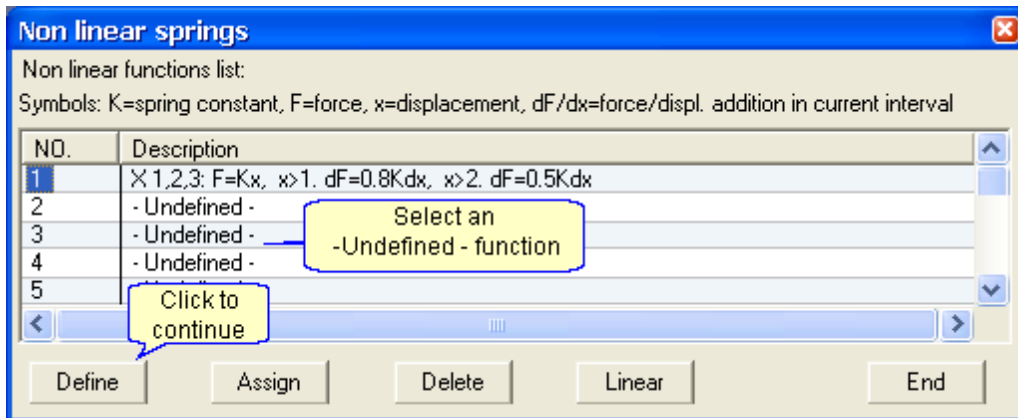 Non linear springs
Non linear functions list:
Symbols: K=spring constant, F=force, x=displacement, dF/dx=force/displ. addition in current interval
NO. Description
1 X 1,2,3: F=Kx, x>1. dF=0.8Kdx, x>2. dF=0.5Kdx
2 - Undefined -
3 - Undefined -
4 - Undefined -
5
Select an
-Undefined - function
Click to
continue
Define Assign Delete Linear End